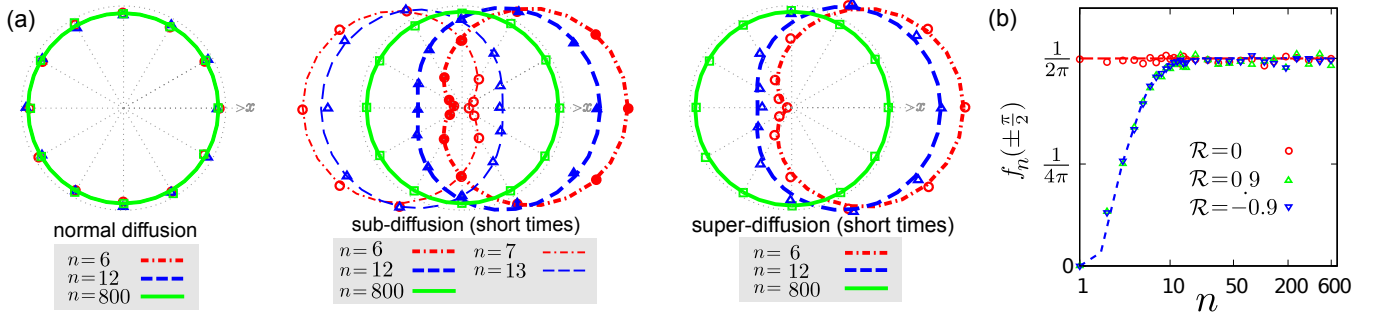 (a)
>x
>x
>x
normal diffusion
n=6
n=12
n=800
sub-diffusion (short times)
n=6
n=12
n=800
n=7
n=13
super-diffusion (short times)
n=6
n=12
n=800
(b)
f_n(±π/2)
1/2π
1/4π
0
R=0
R=0.9
R=−0.9
1
10
50
200
600
n